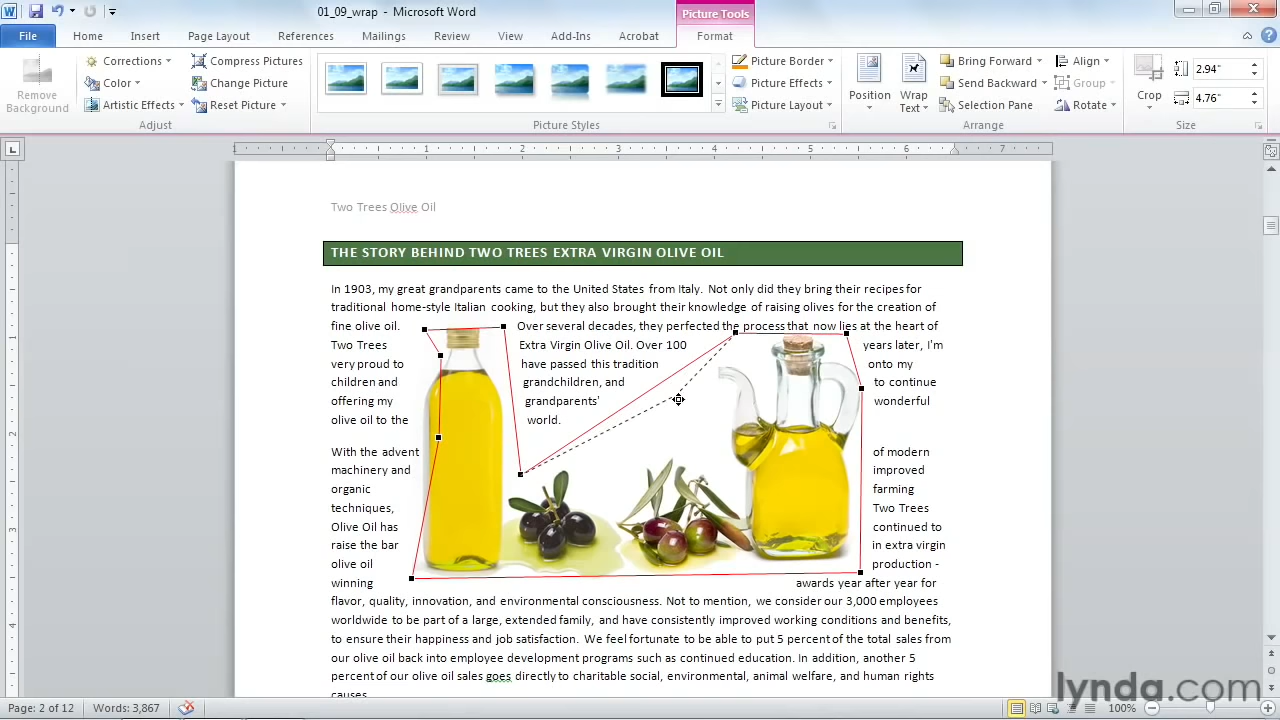 01_09_wrap - Microsoft Word
Picture Tools
File Home Insert Page Layout References Mailings Review View Add-Ins Acrobat Format
Remove Background
Corrections
Color
Artistic Effects
Compress Pictures
Change Picture
Reset Picture
Adjust
Picture Styles
Picture Border
Picture Effects
Picture Layout
Position
Wrap Text
Bring Forward
Send Backward
Selection Pane
Align
Group
Rotate
Arrange
Crop
2.94"
4.76"
Size
1 1 2 3 4 5 6 7
Two Trees Olive Oil
THE STORY BEHIND TWO TREES EXTRA VIRGIN OLIVE OIL
In 1903, my great grandparents came to the United States from Italy. Not only did they bring their recipes for
traditional home-style Italian cooking, but they also brought their knowledge of raising olives for the creation of
fine olive oil. Over several decades, they perfected the process that now lies at the heart of
Two Trees Extra Virgin Olive Oil. Over 100 years later, I'm
very proud to have passed this tradition onto my
children and grandchildren, and to continue
offering my grandparents' wonderful
olive oil to the world.
With the advent of modern
machinery and improved
organic farming
techniques, Two Trees
Olive Oil has continued to
raise the bar in extra virgin
olive oil production -
winning awards year after year for
flavor, quality, innovation, and environmental consciousness. Not to mention, we consider our 3,000 employees
worldwide to be part of a large, extended family, and have consistently improved working conditions and benefits,
to ensure their happiness and job satisfaction. We feel fortunate to be able to put 5 percent of the total sales from
our olive oil back into employee development programs such as continued education. In addition, another 5
percent of our olive oil sales goes directly to charitable social, environmental, animal welfare, and human rights
causes.
lynda.com
Page: 2 of 12 Words: 3,867 100%